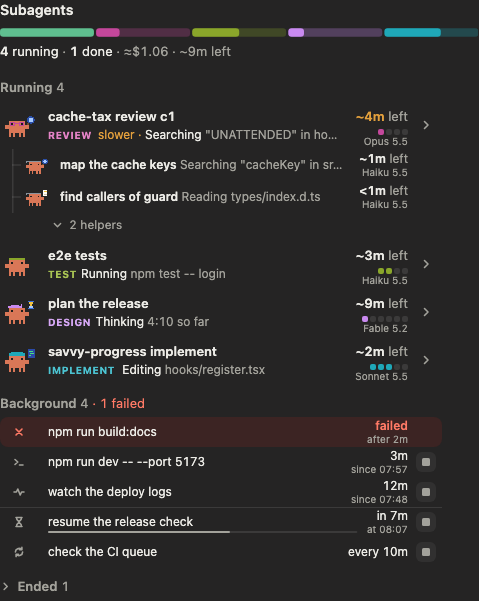 Subagents
4 running · 1 done · ≈$1.06 · ~9m left
Running 4
cache-tax review c1
~4m left
REVIEW slower · Searching "UNATTENDED" in ho...
Opus 5.5
map the cache keys Searching "cacheKey" in sr...
~1m left
Haiku 5.5
find callers of guard Reading types/index.d.ts
<1m left
Haiku 5.5
2 helpers
e2e tests
~3m left
TEST Running npm test -- login
Haiku 5.5
plan the release
~9m left
DESIGN Thinking 4:10 so far
Fable 5.2
savvy-progress implement
~2m left
IMPLEMENT Editing hooks/register.tsx
Sonnet 5.5
Background 4 · 1 failed
npm run build:docs
failed
after 2m
npm run dev -- --port 5173
3m
since 07:57
watch the deploy logs
12m
since 07:48
resume the release check
in 7m
at 08:07
check the CI queue
every 10m
Ended 1